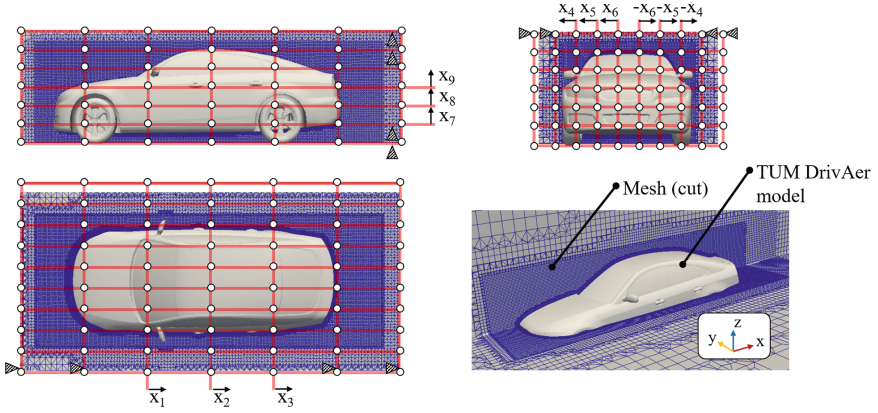 x₄ x₅ x₆ -x₆ -x₅ -x₄
x₉
x₈
x₇
Mesh (cut)
TUM DrivAer
model
z
y
x
x₁ x₂ x₃